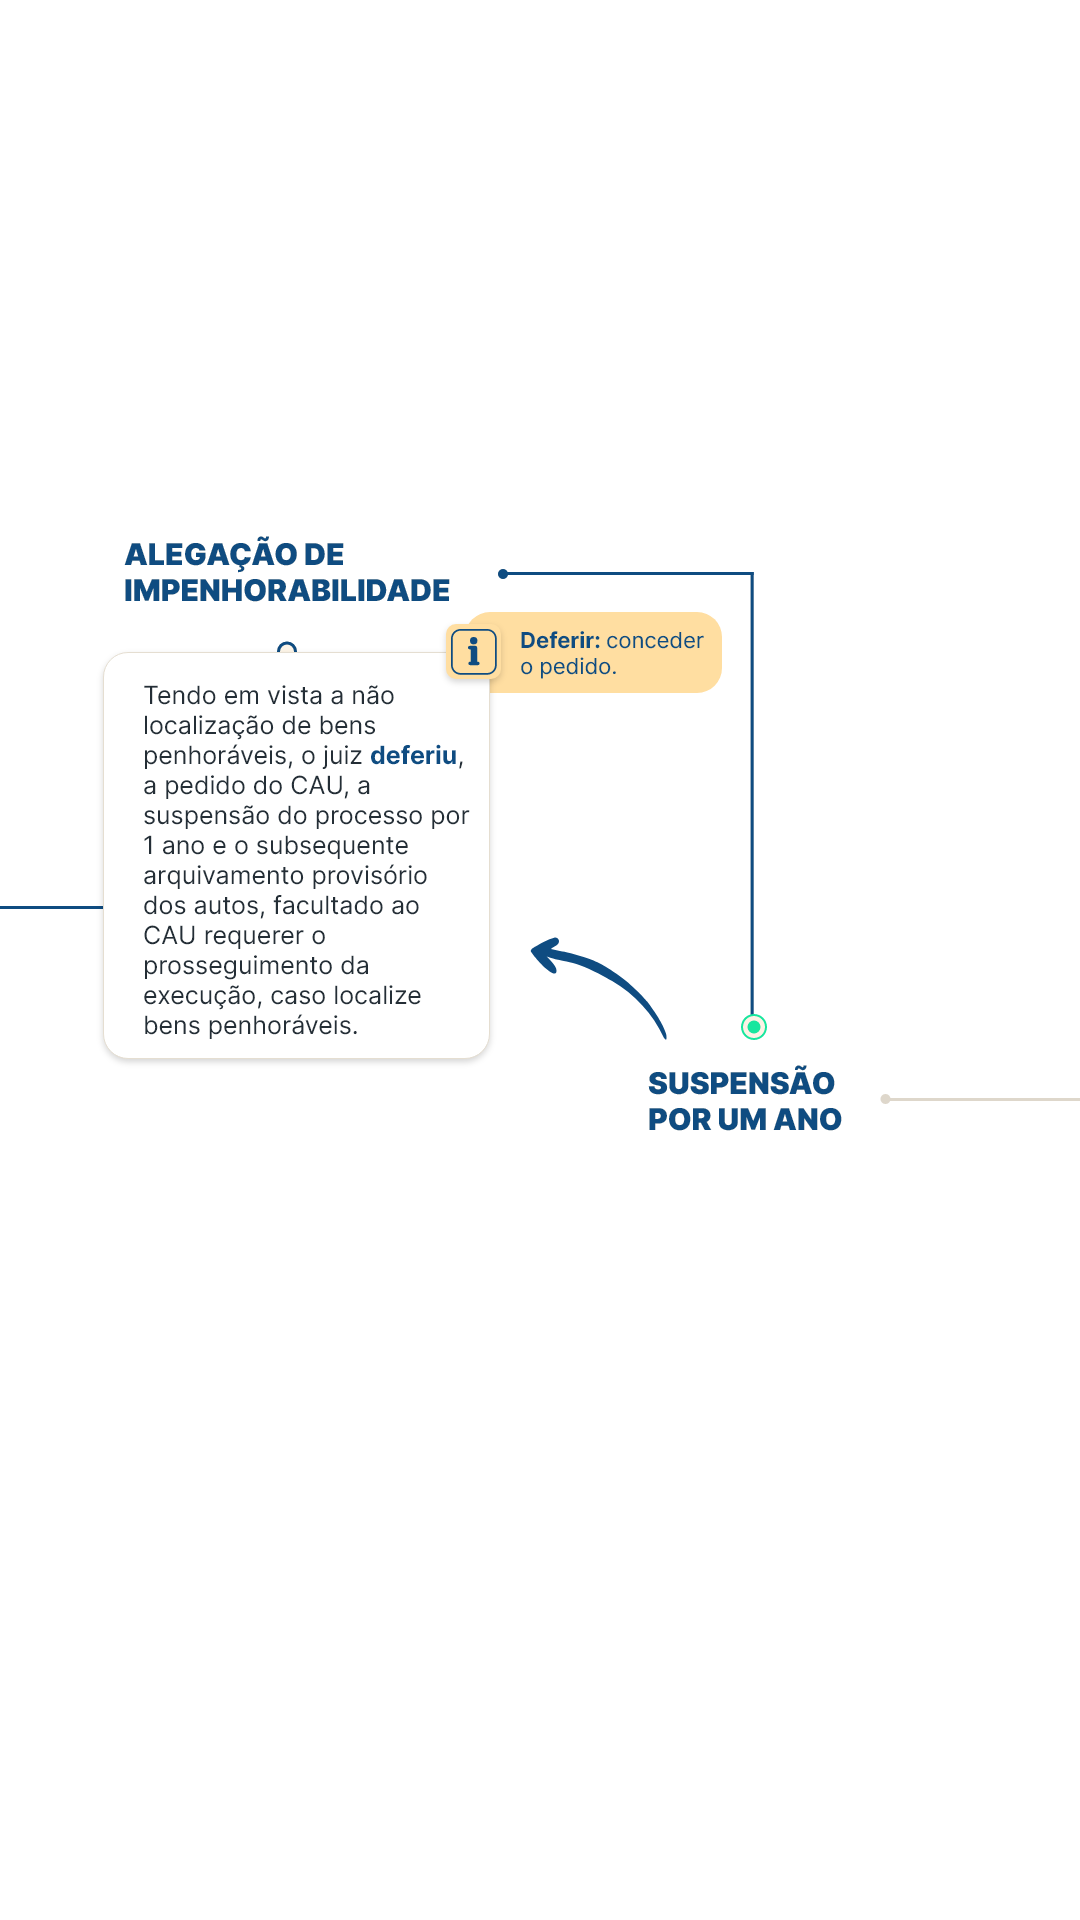 ALEGAÇÃO DE
IMPENHORABILIDADE
Deferir: conceder
o pedido.
Tendo em vista a não
localização de bens
penhoráveis, o juiz deferiu,
a pedido do CAU, a
suspensão do processo por
1 ano e o subsequente
arquivamento provisório
dos autos, facultado ao
CAU requerer o
prosseguimento da
execução, caso localize
bens penhoráveis.
SUSPENSÃO
POR UM ANO